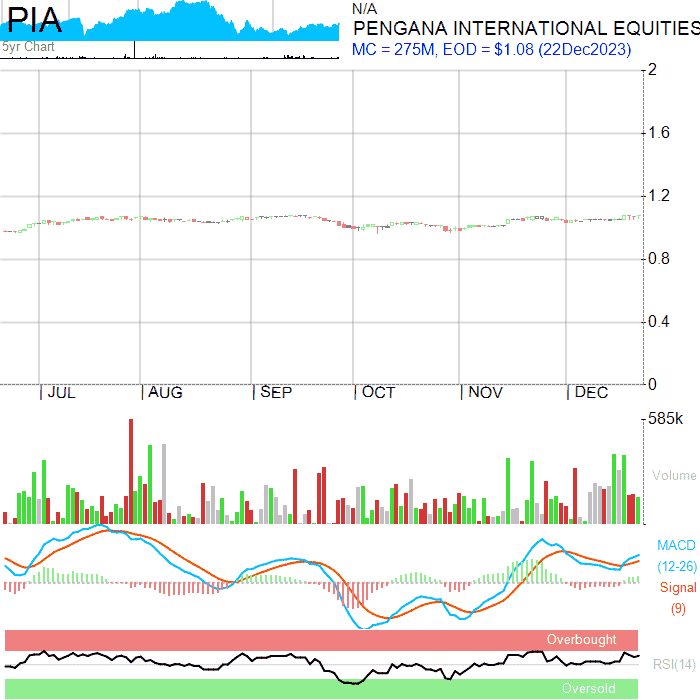 PIA
5yr Chart
N/A
PENGANA INTERNATIONAL EQUITIES
MC = 275M, EOD = $1.08 (22Dec2023)
2
1.6
1.2
0.8
0.4
0
JUL AUG SEP OCT NOV DEC
585k
Volume
MACD
(12-26)
Signal
(9)
Overbought
RSI(14)
Oversold